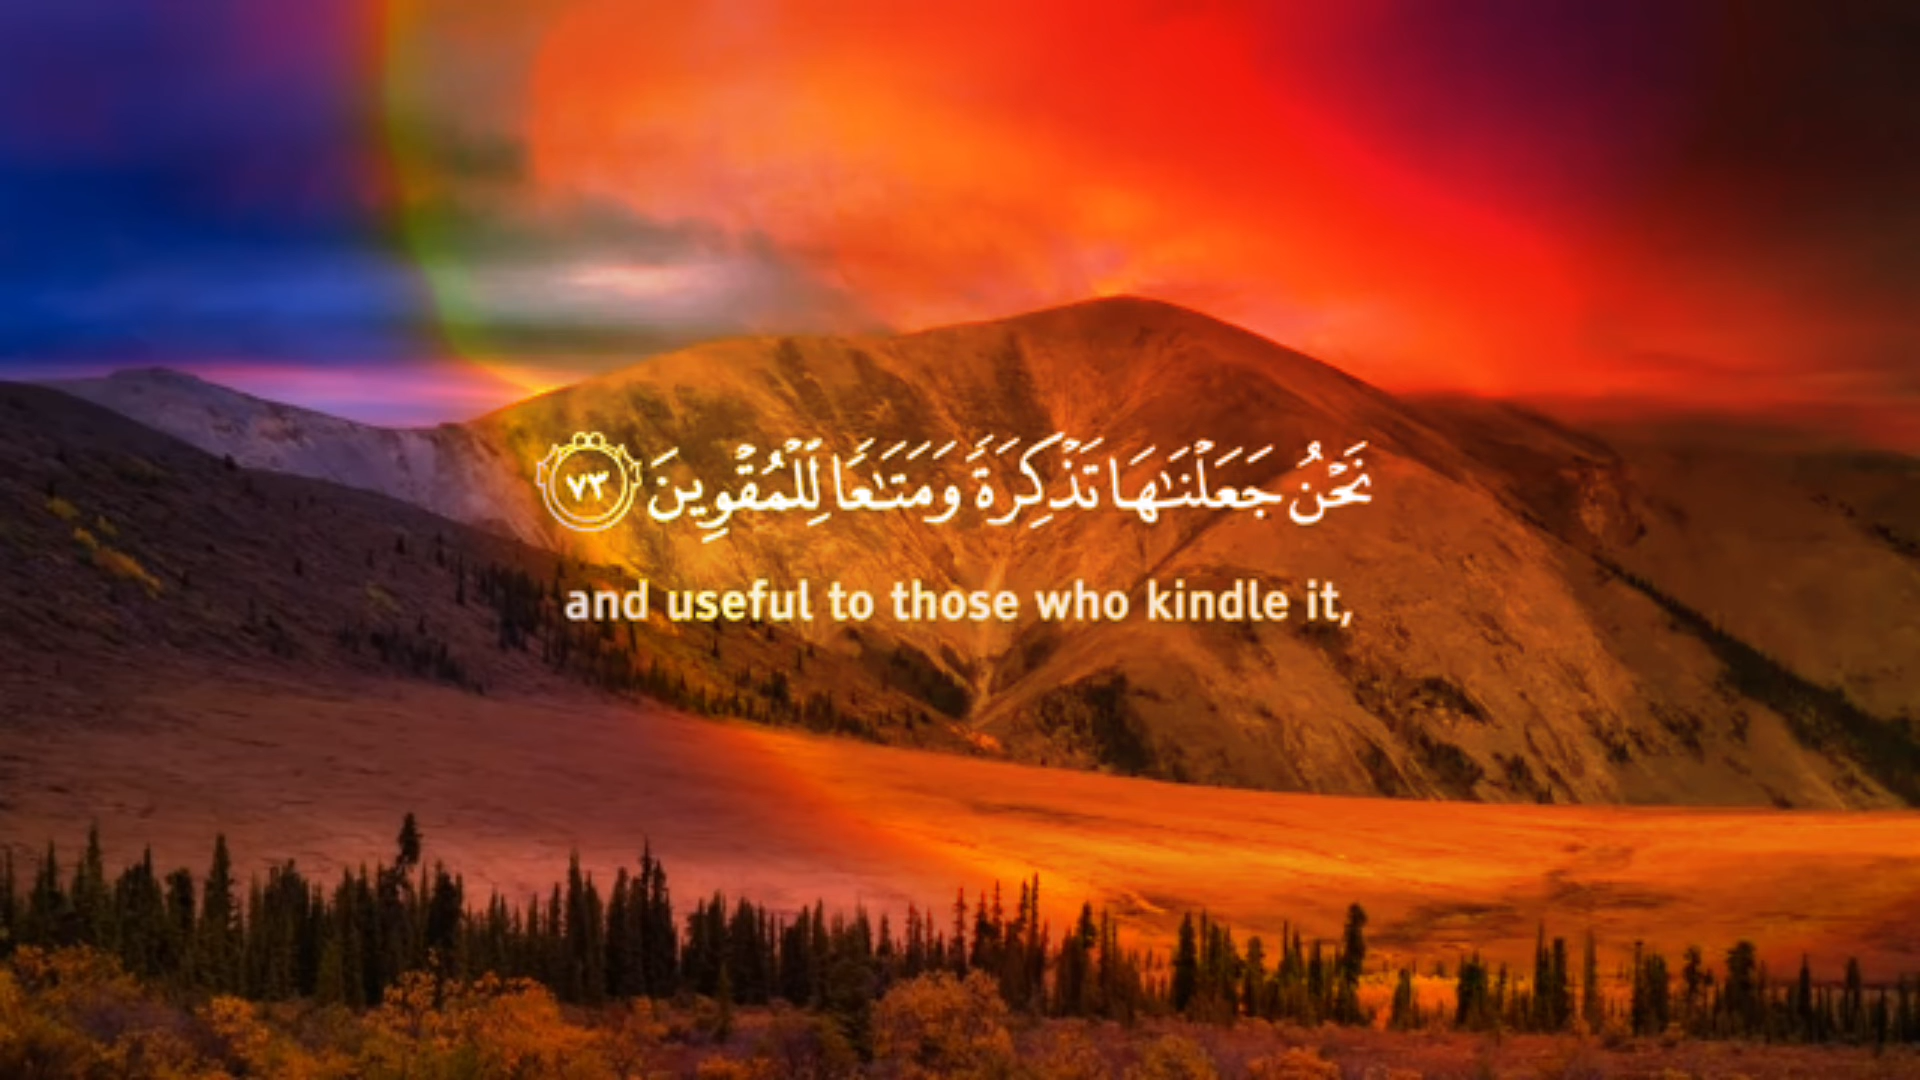 نَحْنُ جَعَلْنَـٰهَا تَذْكِرَةً وَمَتَـٰعًا لِّلْمُقْوِينَ ٧٣
and useful to those who kindle it,